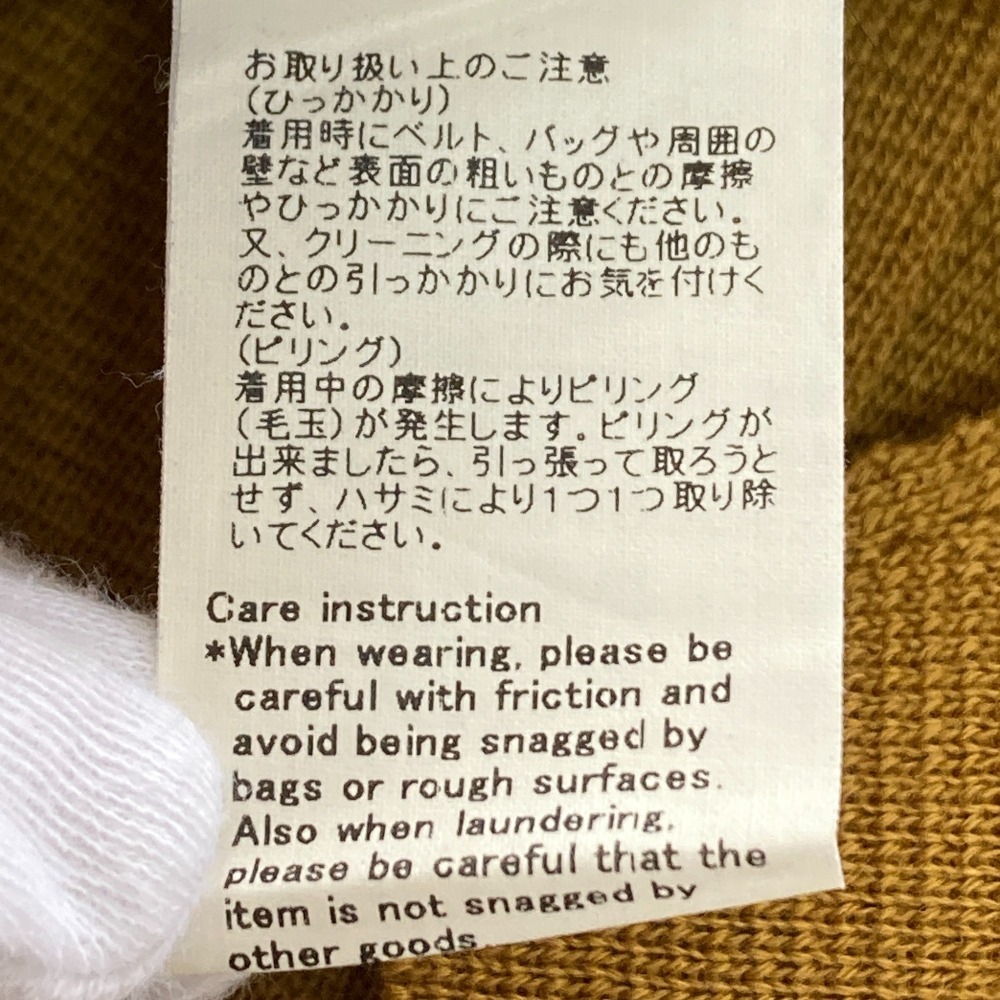 お取り扱い上のご注意
(ひっかかり)
着用時にベルト、バッグや周囲の
壁など表面の粗いものとの摩擦
やひっかかりにご注意ください。
又、クリーニングの際にも他のも
のとの引っかかりにお気を付けく
ださい。
(ピリング)
着用中の摩擦によりピリング
(毛玉)が発生します。ピリングが
出来ましたら、引っ張って取ろうと
せず、ハサミにより1つ1つ取り除
いてください。
Care instruction
*When wearing, please be
careful with friction and
avoid being snagged by
bags or rough surfaces.
Also when laundering,
please be careful that the
item is not snagged by
other goods.